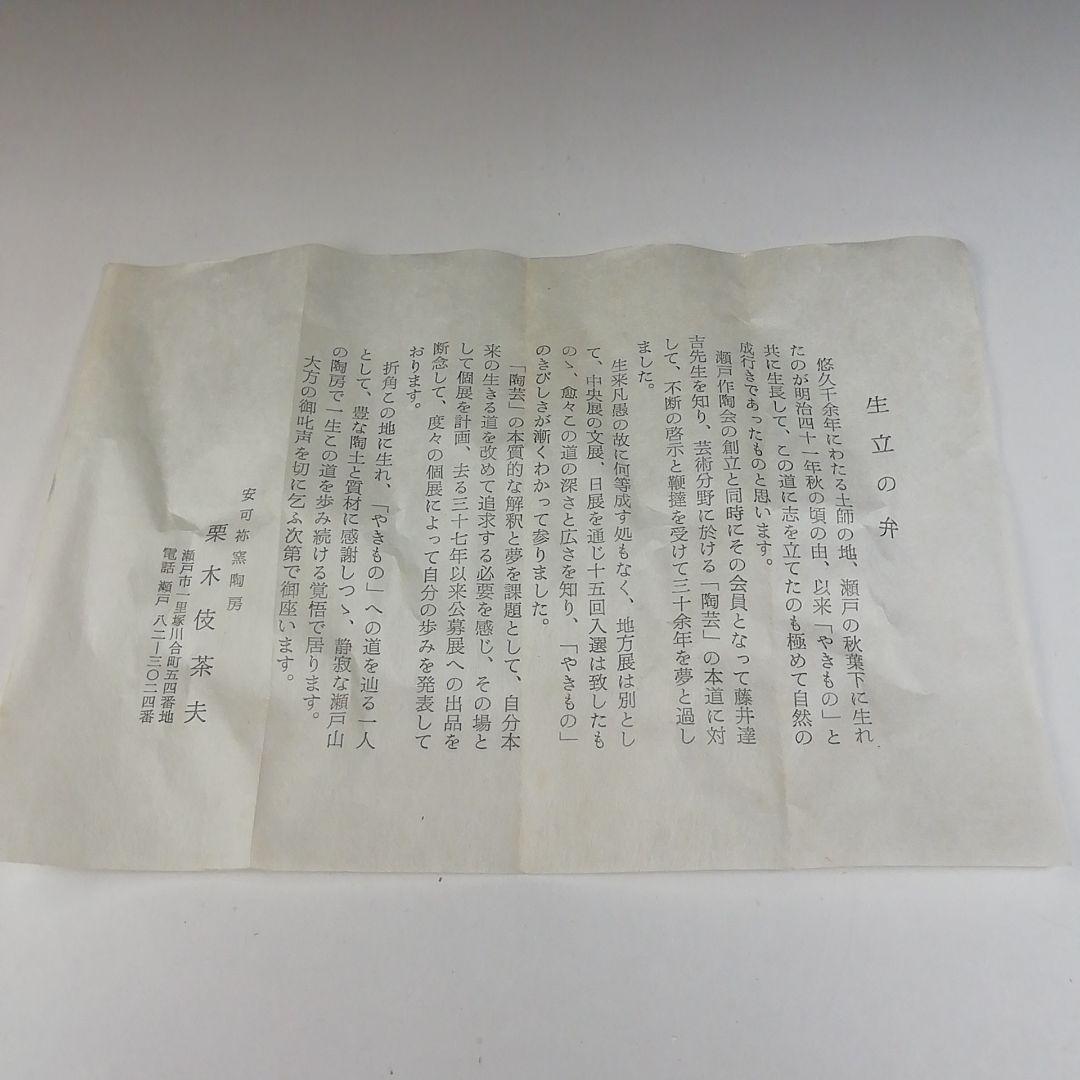 生立の弁
悠久千余年にわたる土師の地、瀬戸の秋葉下に生れ
たのが明治四十一年秋の頃の由、以来「やきもの」と
共に生長して、この道に志を立てたのも極めて自然の
成行きであったものと思います。
瀬戸作陶会の創立と同時にその会員となって藤井達
吉先生を知り、芸術分野に於ける「陶芸」の本道に対
して、不断の啓示と鞭撻を受けて三十余年を夢と過し
ました。
生来凡愚の故に何等成す処もなく、地方展は別とし
て、中央展の文展、日展を通じ十五回入選は致したも
のゝ、愈々この道の深さと広さを知り、「やきもの」
のきびしさが漸くわかって参りました。
「陶芸」の本質的な解釈と夢を課題として、自分本
来の生きる道を改めて追求する必要を感じ、その場と
して個展を計画、去る三十七年以来公募展への出品を
断念して、度々の個展によって自分の歩みを発表して
おります。
折角この地に生れ、「やきもの」への道を辿る一人
として、豊な陶土と質材に感謝しつゝ、静寂な瀬戸山
の陶房で一生この道を歩み続ける覚悟で居ります。
大方の御叱声を切に乞ふ次第で御座います。
安可祢窯陶房
栗木伎茶夫
瀬戸市一里塚川合町五四番地
電話 瀬戸 八二ー三〇二四番